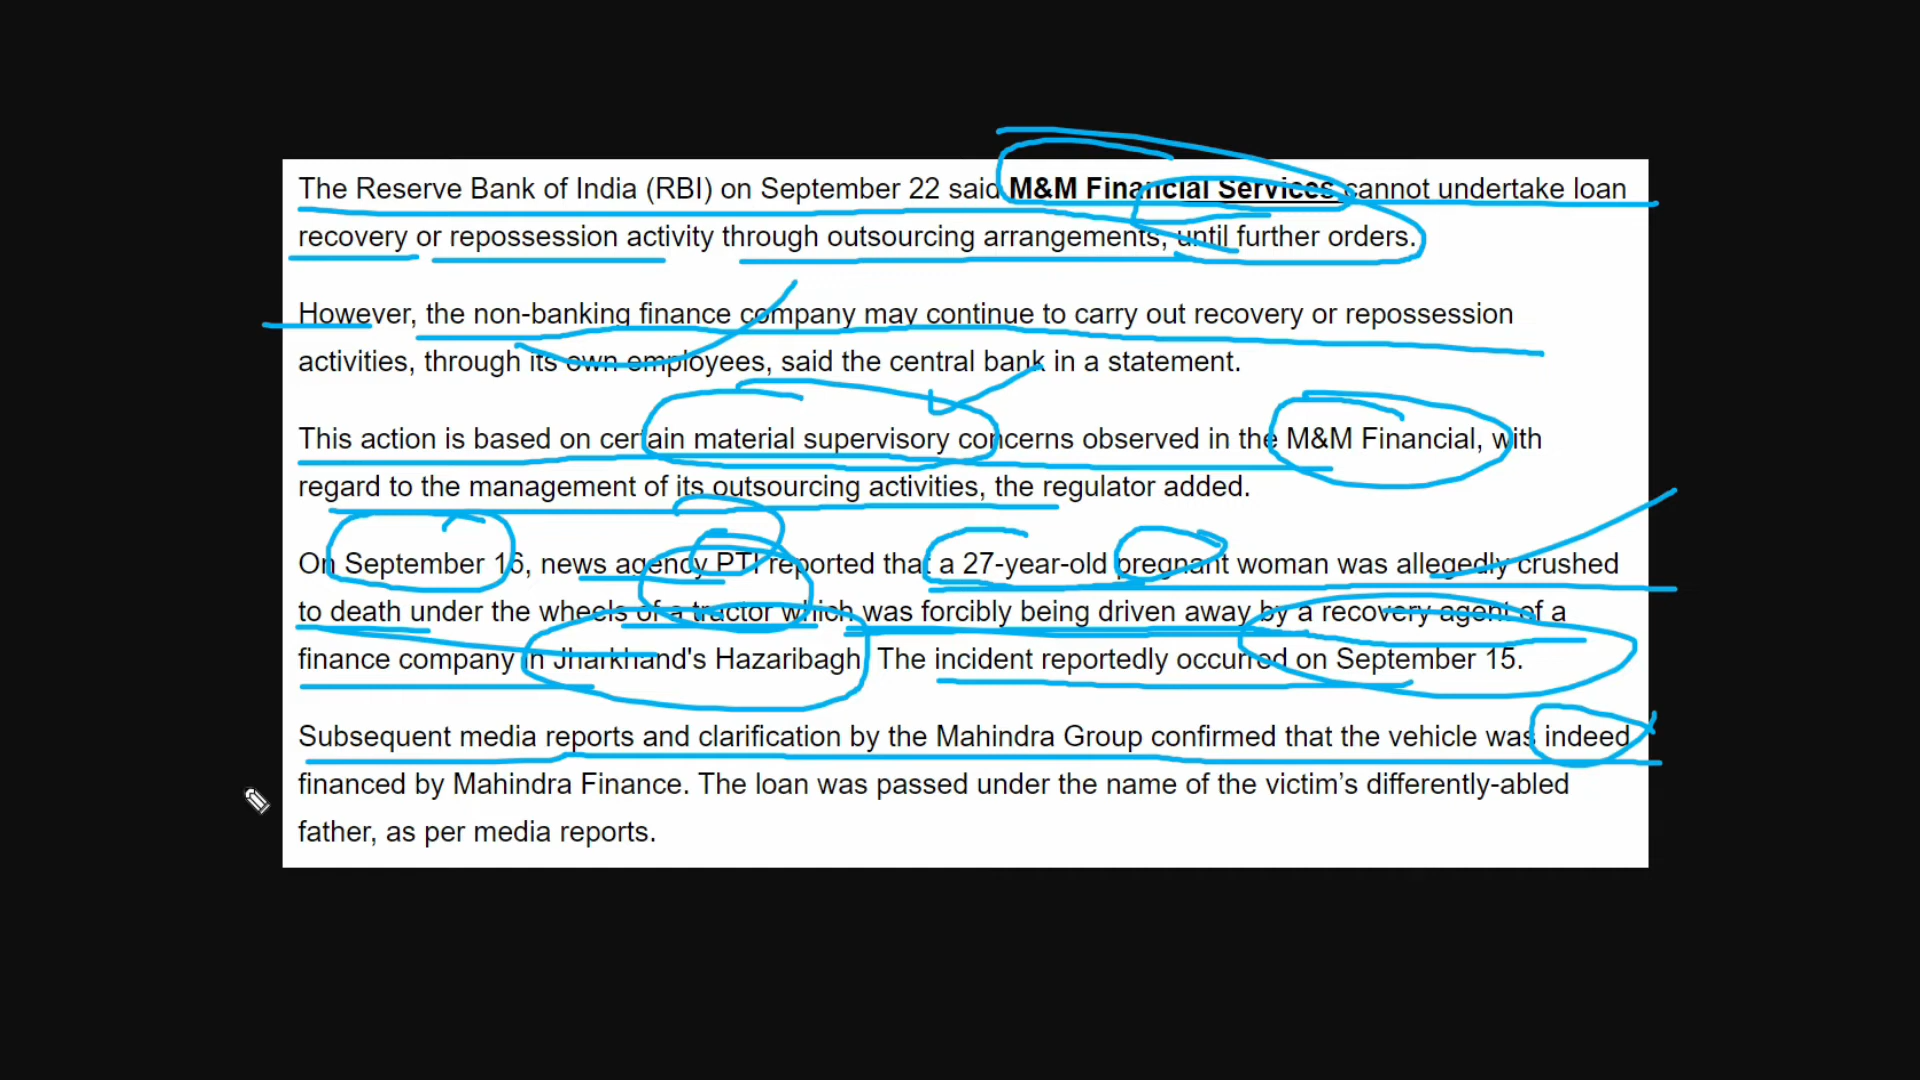 The Reserve Bank of India (RBI) on September 22 said M&M Financial Services cannot undertake loan
recovery or repossession activity through outsourcing arrangements, until further orders.
However, the non-banking finance company may continue to carry out recovery or repossession
activities, through its own employees, said the central bank in a statement.
This action is based on certain material supervisory concerns observed in the M&M Financial, with
regard to the management of its outsourcing activities, the regulator added.
On September 16, news agency PTI reported that a 27-year-old pregnant woman was allegedly crushed
to death under the wheels of a tractor which was forcibly being driven away by a recovery agent of a
finance company in Jharkhand's Hazaribagh. The incident reportedly occurred on September 15.
Subsequent media reports and clarification by the Mahindra Group confirmed that the vehicle was indeed
financed by Mahindra Finance. The loan was passed under the name of the victim’s differently-abled
father, as per media reports.